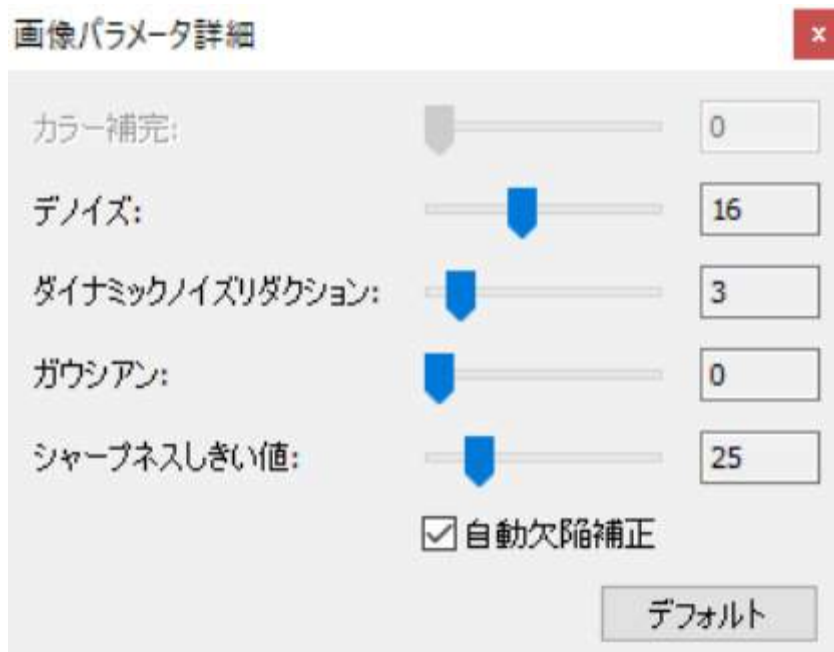 画像パラメータ詳細
x
カラー補完: 0
デノイズ: 16
ダイナミックノイズリダクション: 3
ガウシアン: 0
シャープネスしきい値: 25
自動欠陥補正
デフォルト